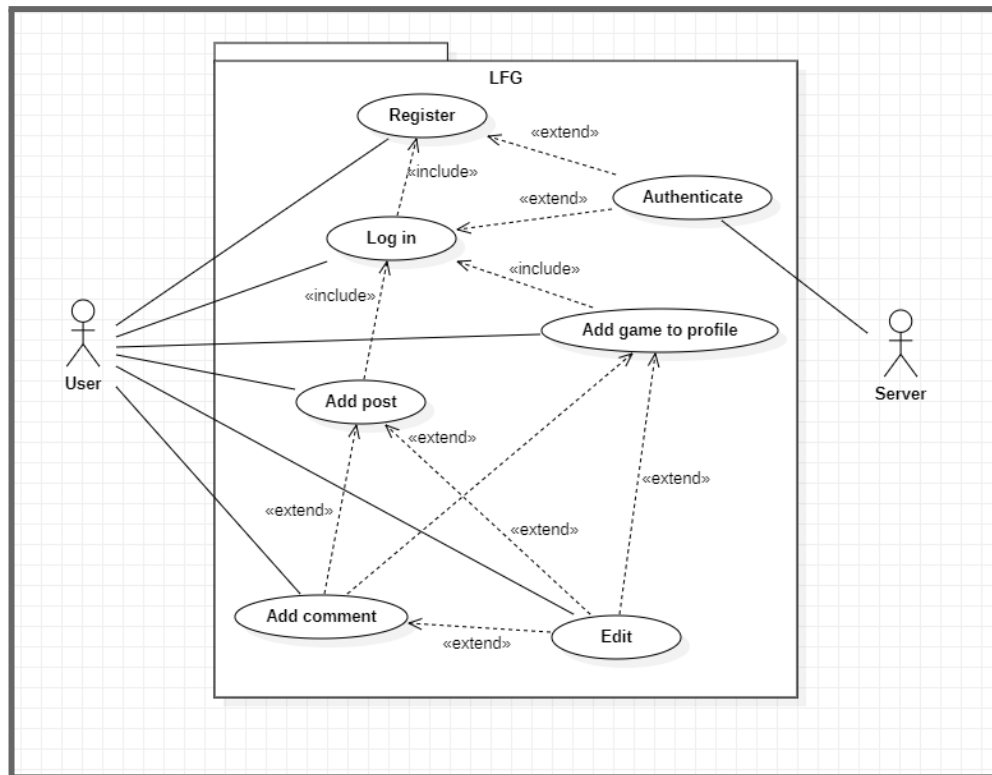 LFG
Register
«extend»
«include»
«extend»
Authenticate
Log in
«include»
«include»
Add game to profile
User
Server
Add post
«extend»
«extend»
«extend»
«extend»
Add comment
Edit
«extend»